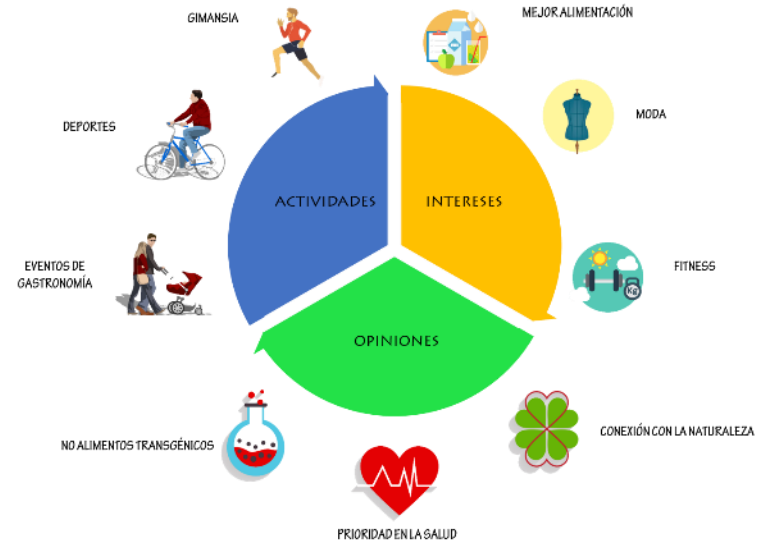 GIMANSIA
MEJOR ALIMENTACIÓN
DEPORTES
MODA
ACTIVIDADES
INTERESES
EVENTOS DE
GASTRONOMÍA
FITNESS
KG
OPINIONES
NO ALIMENTOS TRANSGÉNICOS
CONEXIÓN CON LA NATURALEZA
PRIORIDAD EN LA SALUD